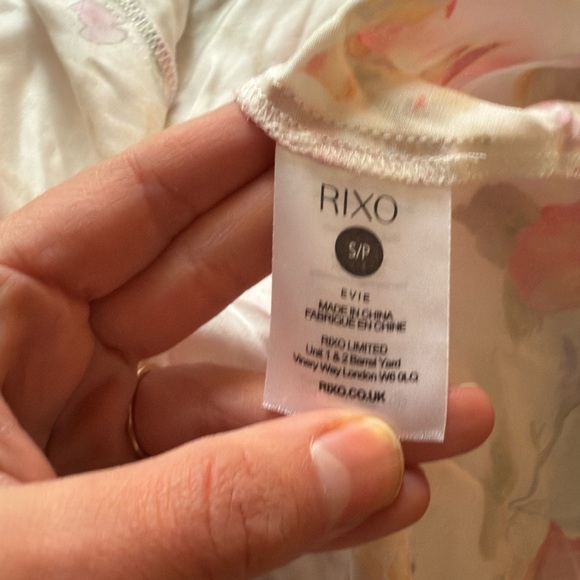 RIXO
S/P
EVIE
MADE IN CHINA
FABRIQUE EN CHINE
RIXO LIMITED
Unit 1 & 2 Barrel Yard
Vinery Way London W6 0LQ
RIXO.CO.UK